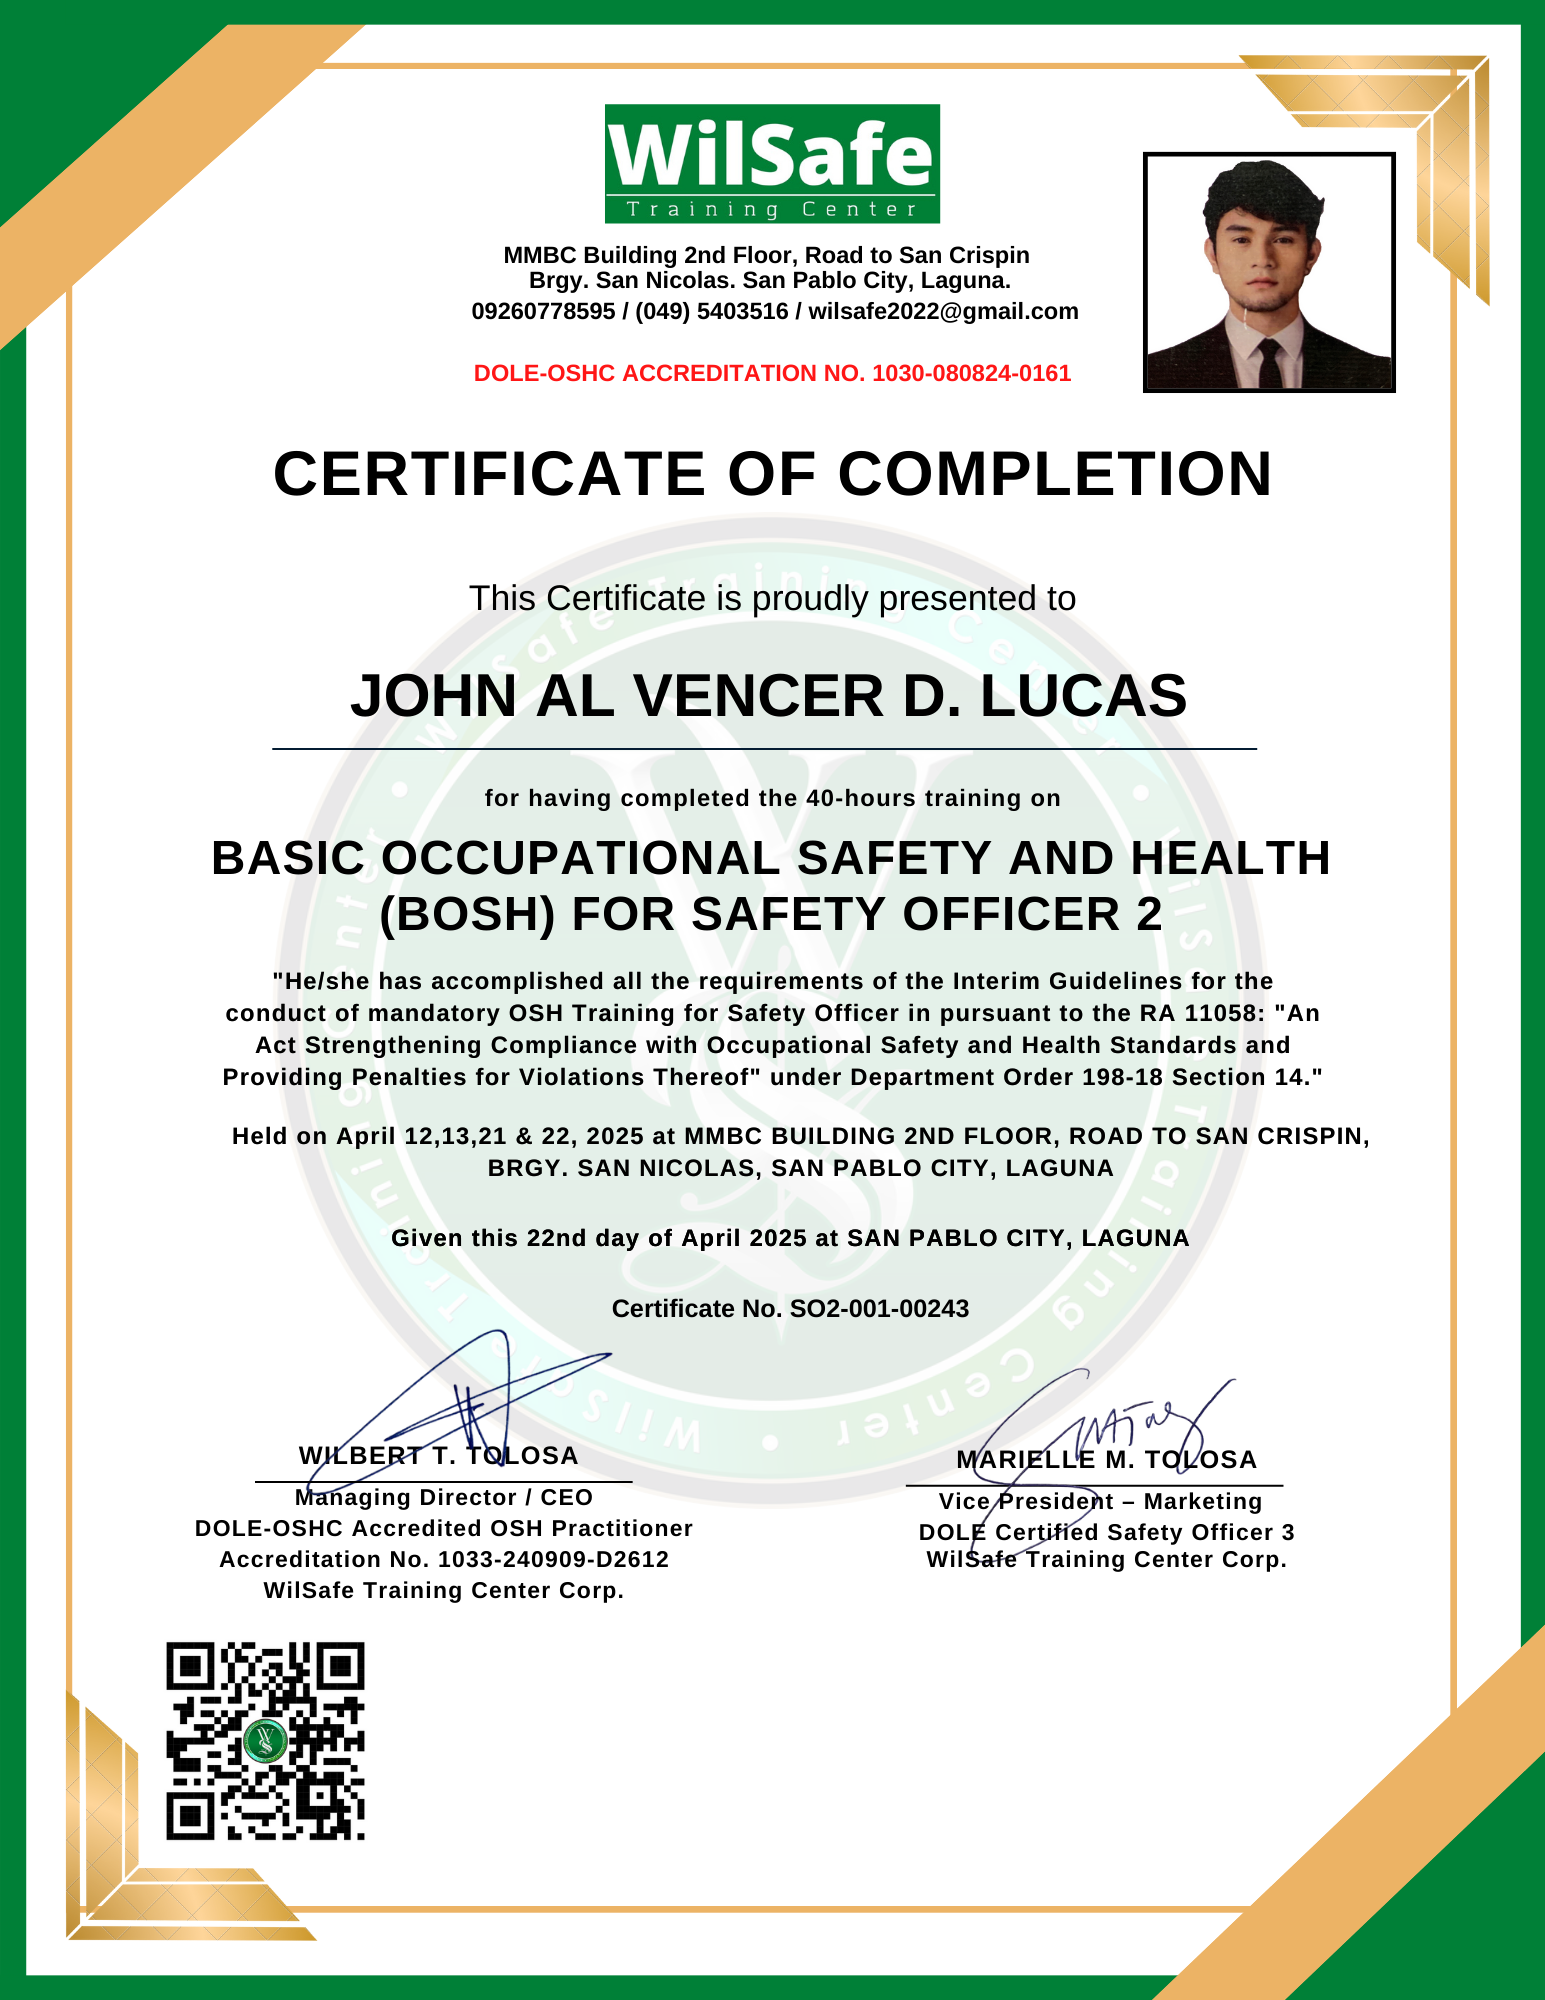 WilSafe
Training Center
MMBC Building 2nd Floor, Road to San Crispin
Brgy. San Nicolas. San Pablo City, Laguna.
09260778595 / (049) 5403516 / wilsafe2022@gmail.com
DOLE-OSHC ACCREDITATION NO. 1030-080824-0161
CERTIFICATE OF COMPLETION
This Certificate is proudly presented to
JOHN AL VENCER D. LUCAS
for having completed the 40-hours training on
BASIC OCCUPATIONAL SAFETY AND HEALTH
(BOSH) FOR SAFETY OFFICER 2
"He/she has accomplished all the requirements of the Interim Guidelines for the
conduct of mandatory OSH Training for Safety Officer in pursuant to the RA 11058: "An
Act Strengthening Compliance with Occupational Safety and Health Standards and
Providing Penalties for Violations Thereof" under Department Order 198-18 Section 14."
Held on April 12,13,21 & 22, 2025 at MMBC BUILDING 2ND FLOOR, ROAD TO SAN CRISPIN,
BRGY. SAN NICOLAS, SAN PABLO CITY, LAGUNA
Given this 22nd day of April 2025 at SAN PABLO CITY, LAGUNA
Certificate No. SO2-001-00243
WILBERT T. TOLOSA
Managing Director / CEO
DOLE-OSHC Accredited OSH Practitioner
Accreditation No. 1033-240909-D2612
WilSafe Training Center Corp.
MARIELLE M. TOLOSA
Vice President – Marketing
DOLE Certified Safety Officer 3
WilSafe Training Center Corp.
WilSafe Training Center • WilSafe Training Center • WilSafe Training Center •